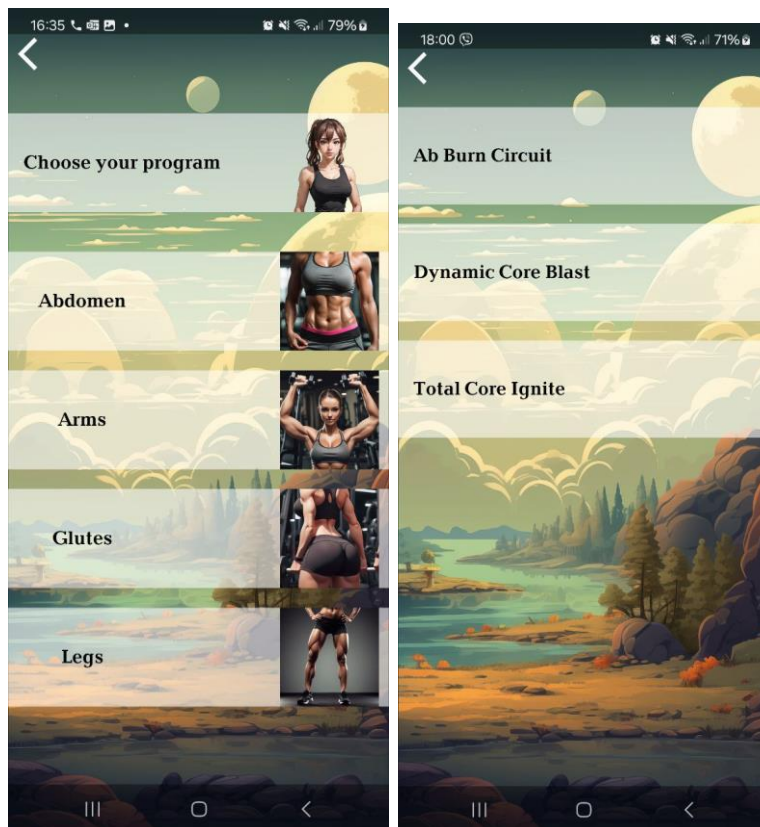 16:35
79%
Choose your program
Abdomen
Arms
Glutes
Legs
18:00
71%
Ab Burn Circuit
Dynamic Core Blast
Total Core Ignite